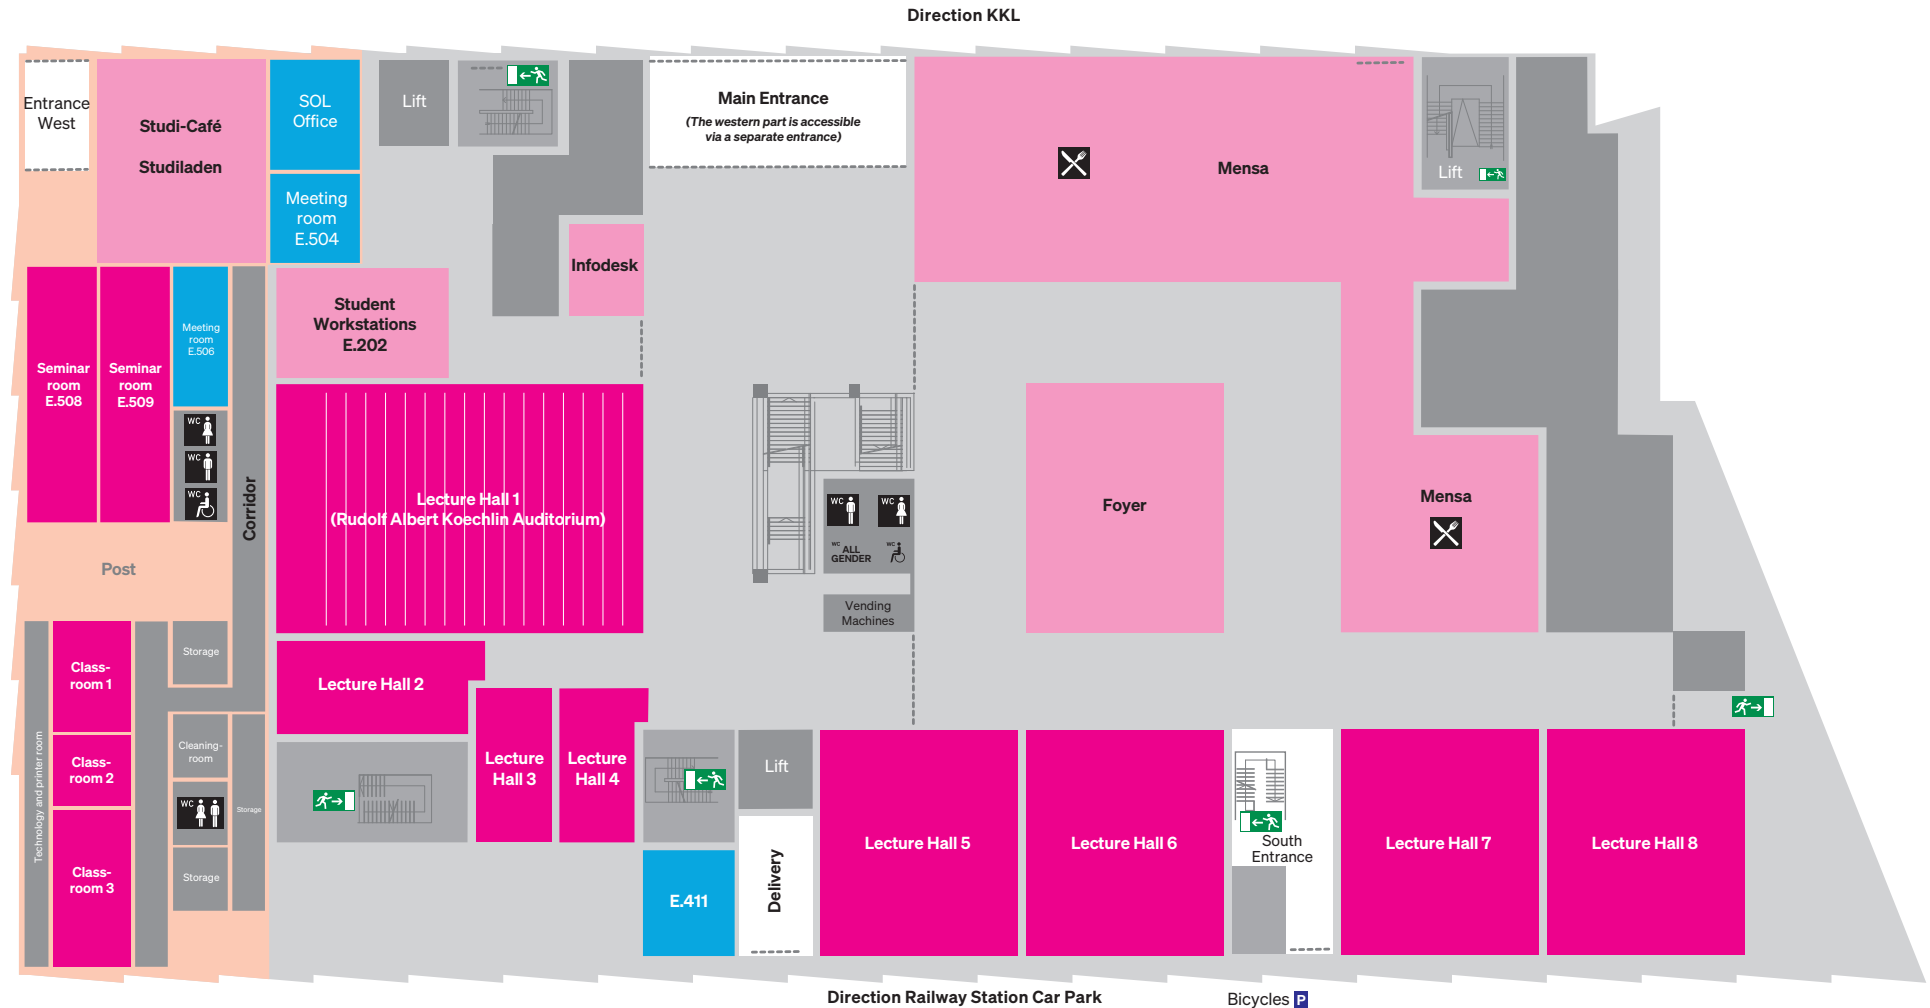 Direction KKL
Entrance
West
Studi-Café
Studiladen
SOL
Office
Meeting
room
E.504
Lift
Main Entrance
(The western part is accessible
via a separate entrance)
Mensa
Lift
Infodesk
Student
Workstations
E.202
Seminar
room
E.508
Seminar
room
E.509
Meeting
room
E.506
WC
WC
WC
Corridor
Lecture Hall 1
(Rudolf Albert Koechlin Auditorium)
WC
WC
WC
ALL
GENDER
WC
Vending
Machines
Foyer
Mensa
Post
Technology and printer room
Class-
room 1
Class-
room 2
Class-
room 3
Storage
Cleaning-
room
WC
Storage
Storage
Lecture Hall 2
Lecture
Hall 3
Lecture
Hall 4
Lift
E.411
Delivery
Lecture Hall 5
Lecture Hall 6
South
Entrance
Lecture Hall 7
Lecture Hall 8
Direction Railway Station Car Park
Bicycles P